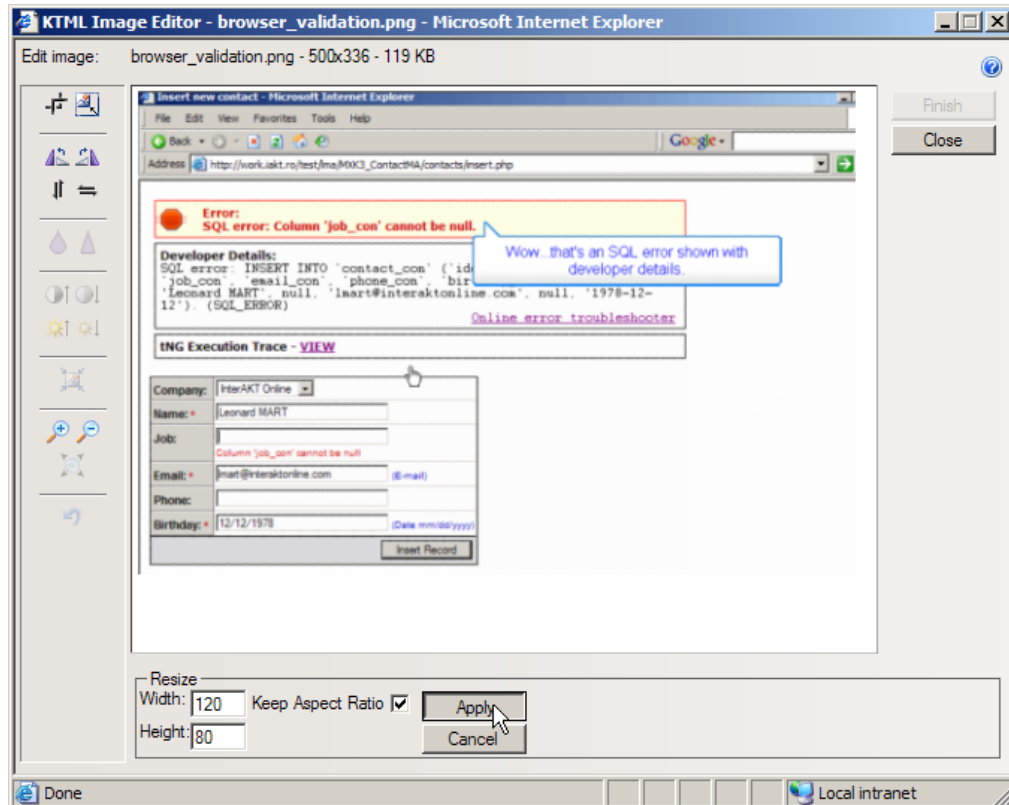 KTML Image Editor - browser_validation.png - Microsoft Internet Explorer
Edit image: browser_validation.png - 500x336 - 119 KB
Finish
Close
Insert new contact - Microsoft Internet Explorer
File Edit View Favorites Tools Help
Back
Google
Address http://work.iakt.ro/test/lma/MXK3_ContactMA/contacts/insert.php
Error:
SQL error: Column 'job_con' cannot be null.
Wow...that's an SQL error shown with
developer details.
Developer Details:
SQL error: INSERT INTO `contact_con` (`id
`job_con`, `email_con`, `phone_con`, `bir
'Leonard MART', null, 'lmart@interaktonline.com', null, '1978-12-
12'). (SQL_ERROR)
Online error troubleshooter
tNG Execution Trace - VIEW
Company: InterAKT Online
Name: * Leonard MART
Job:
Column 'job_con' cannot be null
Email: * lmart@interaktonline.com (E-mail)
Phone:
Birthday: * 12/12/1978 (Date mm/dd/yyyy)
Insert Record
Resize
Width: 120 Keep Aspect Ratio Apply
Height: 80 Cancel
Done Local intranet